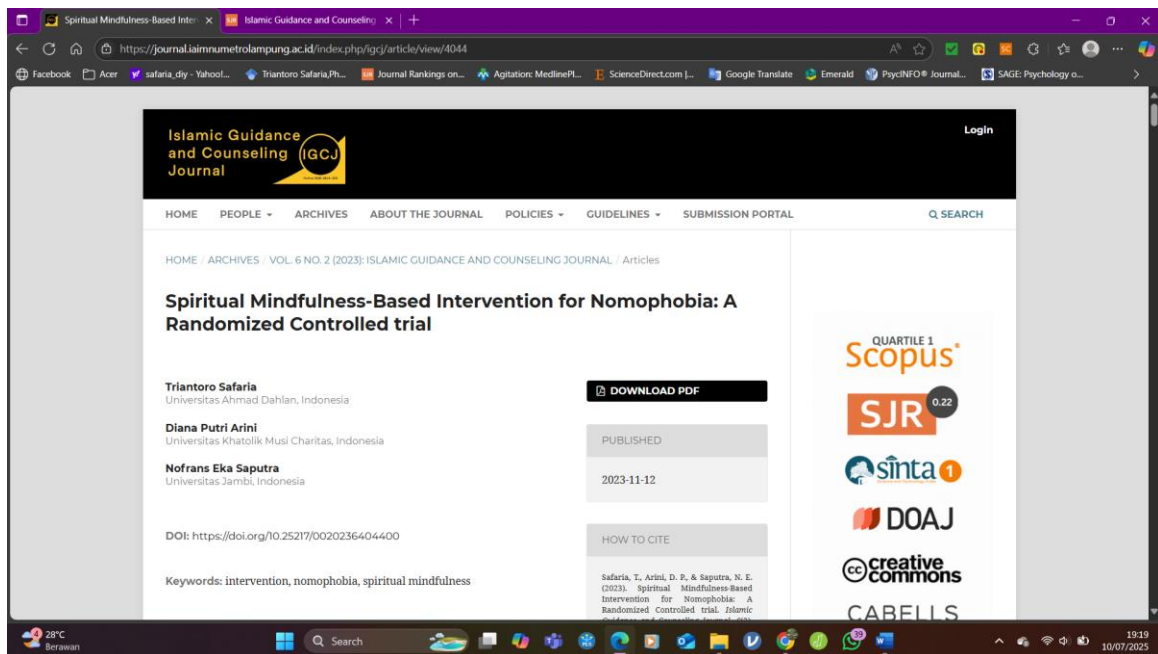 Spiritual Mindfulness-Based Inter
Islamic Guidance and Counseling
https://journal.iaimnumetrolampung.ac.id/index.php/igcj/article/view/4044
Facebook
Acer
safaria_diy - Yahoo!...
Triantoro Safaria,Ph...
Journal Rankings on...
Agitation: MedlinePl...
ScienceDirect.com |...
Google Translate
Emerald
PsycINFO® Journal...
SAGE: Psychology o...
Islamic Guidance
and Counseling
Journal
IGCJ
Login
HOME PEOPLE ARCHIVES ABOUT THE JOURNAL POLICIES GUIDELINES SUBMISSION PORTAL SEARCH
HOME / ARCHIVES / VOL. 6 NO. 2 (2023): ISLAMIC GUIDANCE AND COUNSELING JOURNAL / Articles
Spiritual Mindfulness-Based Intervention for Nomophobia: A
Randomized Controlled trial
Triantoro Safaria
Universitas Ahmad Dahlan, Indonesia
Diana Putri Arini
Universitas Khatolik Musi Charitas, Indonesia
Nofrans Eka Saputra
Universitas Jambi, Indonesia
DOI: https://doi.org/10.25217/0020236404400
Keywords: intervention, nomophobia, spiritual mindfulness
DOWNLOAD PDF
PUBLISHED
2023-11-12
HOW TO CITE
Safaria, T., Arini, D. P., & Saputra, N. E.
(2023). Spiritual Mindfulness-Based
Intervention for Nomophobia: A
Randomized Controlled trial. Islamic
QUARTILE 1
Scopus
SJR 0.22
sinta 1
DOAJ
cc creative
commons
CABELLS
28°C
Berawan
Search
39
19:19
10/07/2025